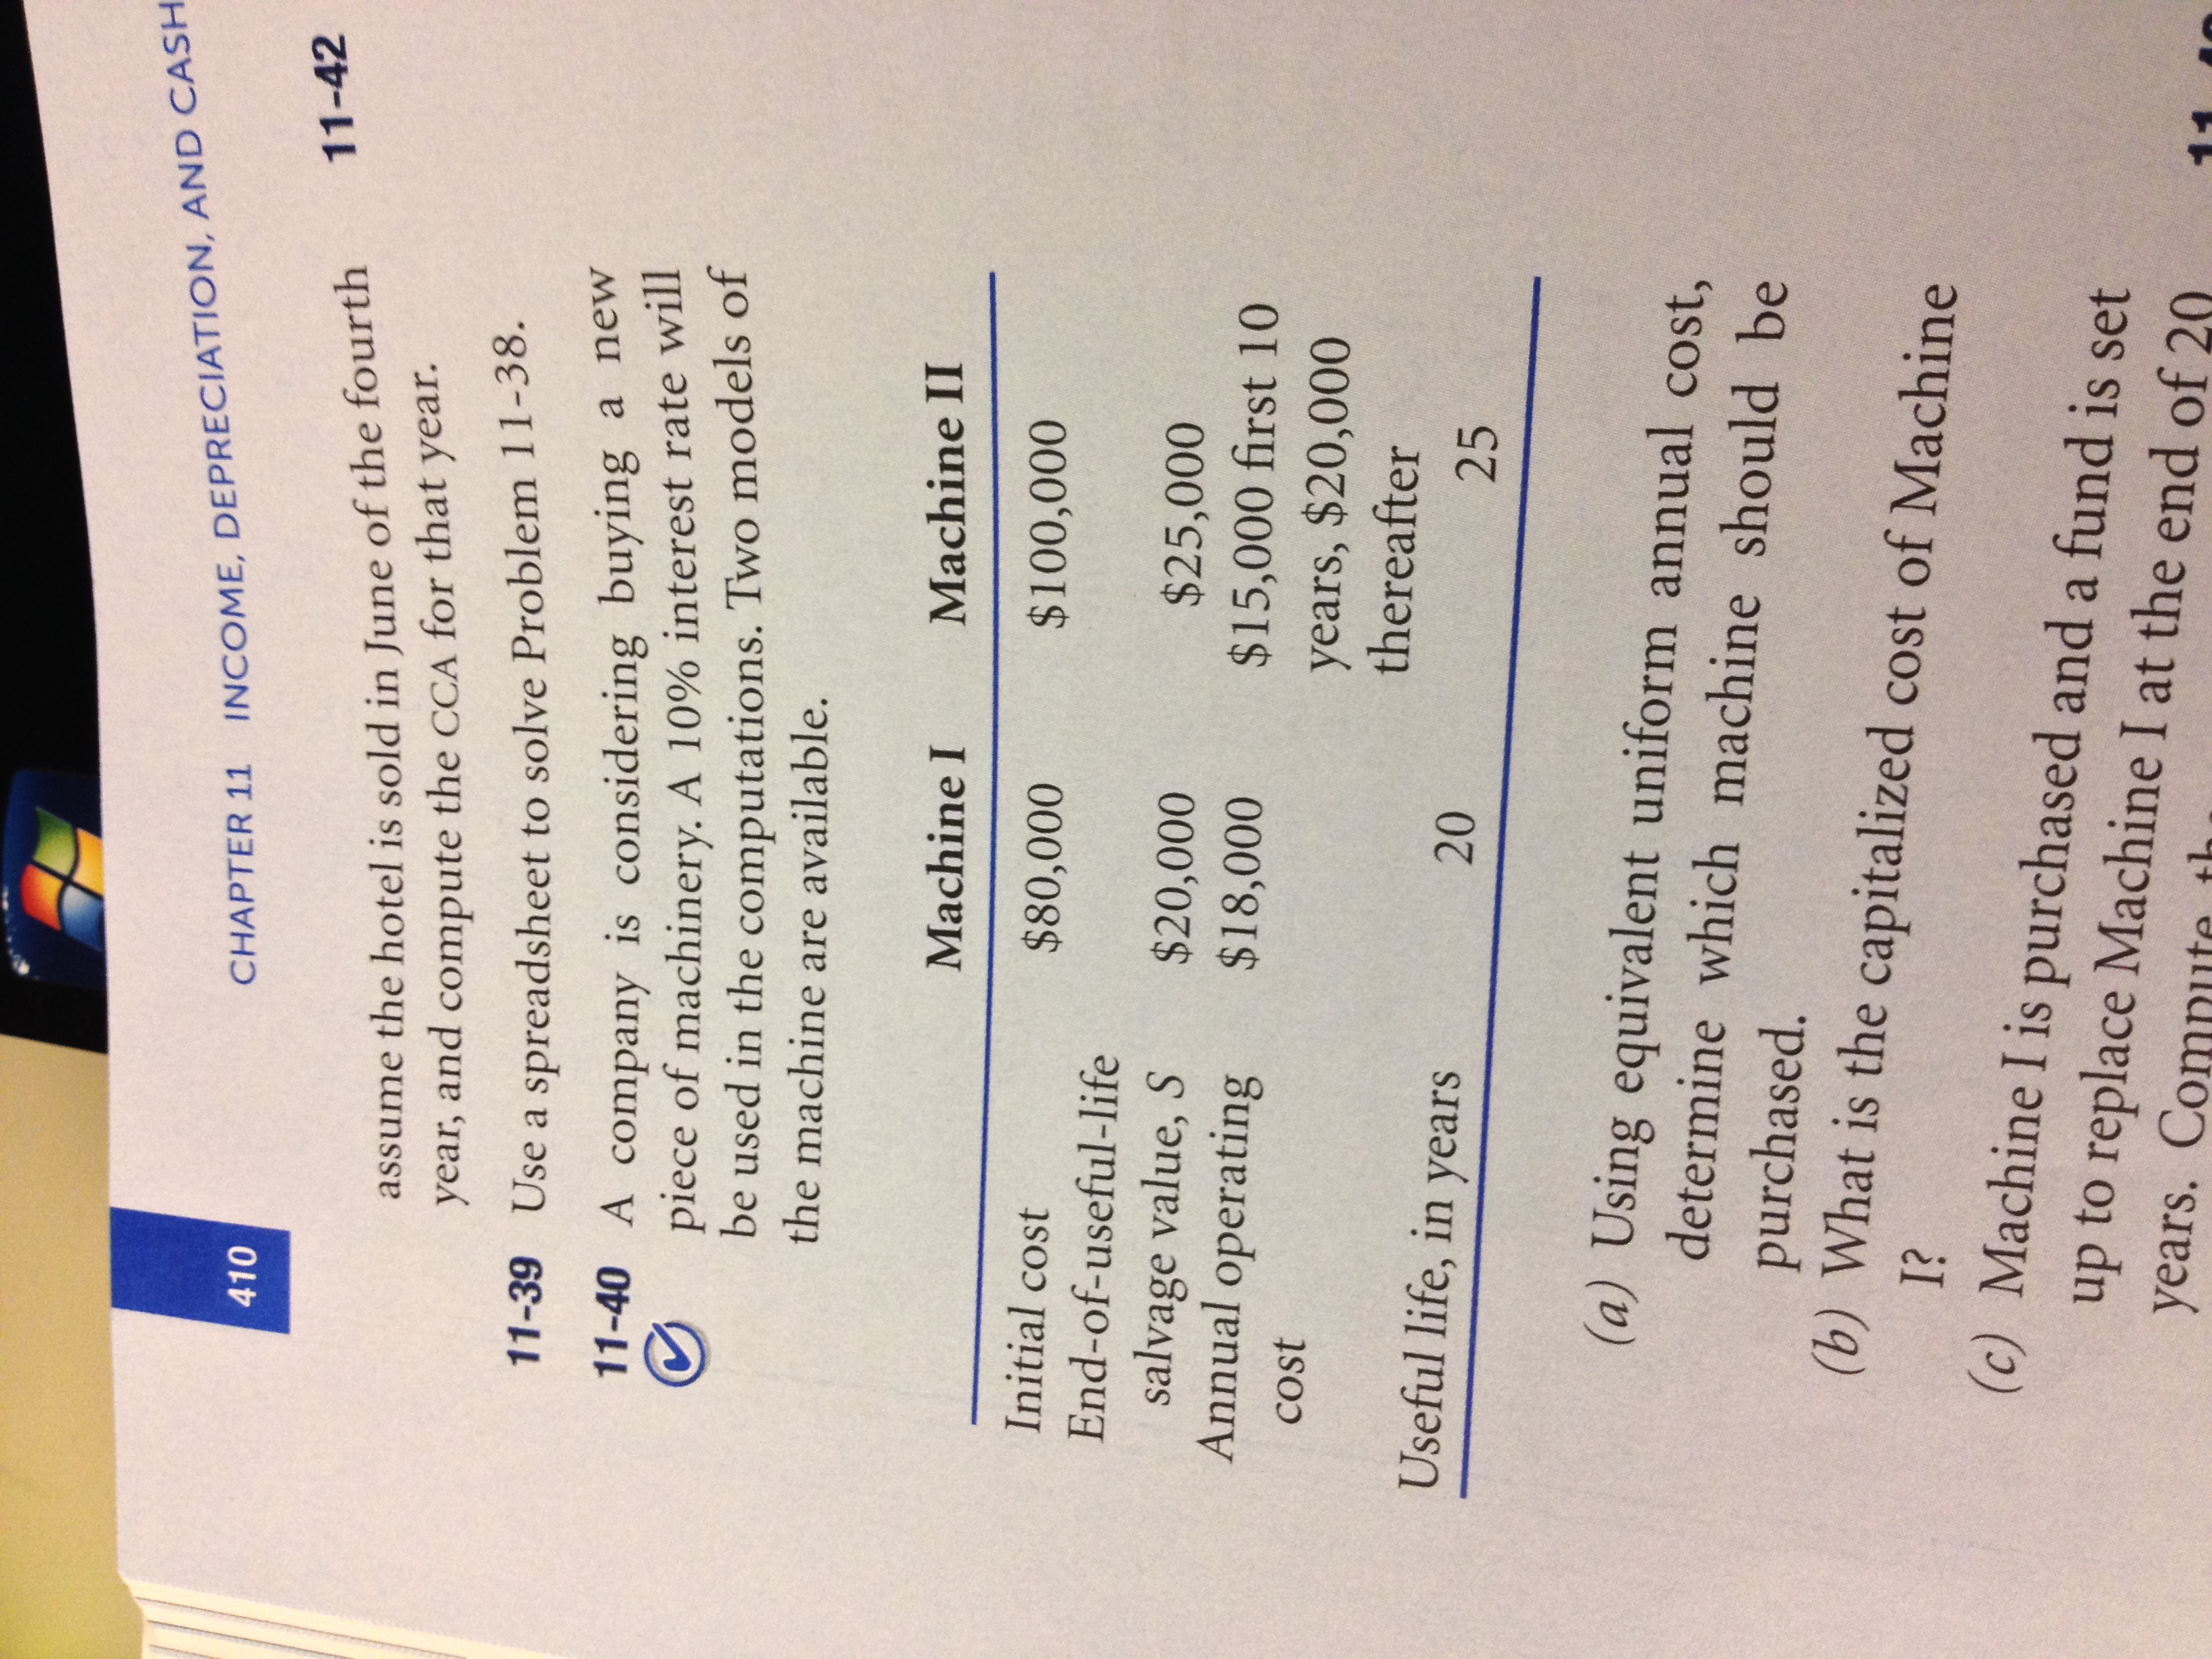 410
CHAPTER 11 INCOME, DEPRECIATION, AND CASH
assume the hotel is sold in June of the fourth
year, and compute the CCA for that year.
11-39 Use a spreadsheet to solve Problem 11-38.
11-40 A company is considering buying a new
piece of machinery. A 10% interest rate will
be used in the computations. Two models of
the machine are available.
Machine I Machine II
Initial cost $80,000 $100,000
End-of-useful-life
salvage value, S $20,000 $25,000
Annual operating $18,000 $15,000 first 10
cost years, $20,000
thereafter
Useful life, in years 20 25
(a) Using equivalent uniform annual cost,
determine which machine should be
purchased.
(b) What is the capitalized cost of Machine
I?
(c) Machine I is purchased and a fund is set
up to replace Machine I at the end of 20
years. Compute
11-42